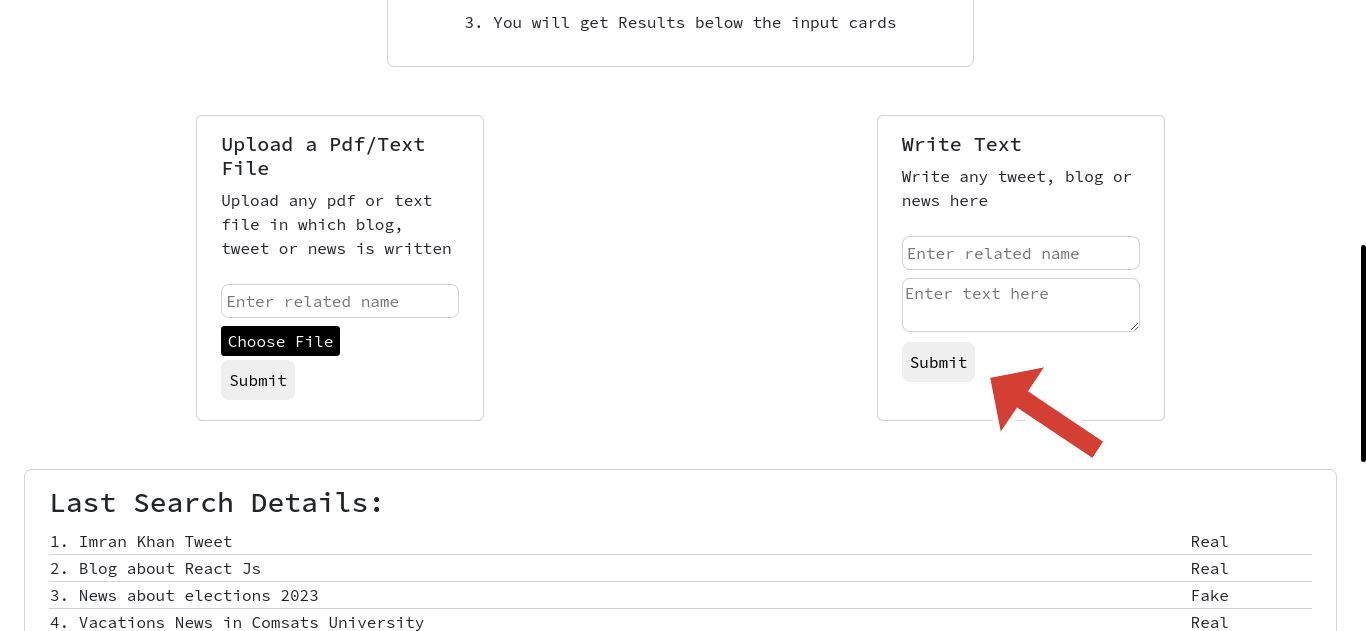 3. You will get Results below the input cards
Upload a Pdf/Text
File
Upload any pdf or text
file in which blog,
tweet or news is written
Enter related name
Choose File
Submit
Write Text
Write any tweet, blog or
news here
Enter related name
Enter text here
Submit
Last Search Details:
1. Imran Khan Tweet Real
2. Blog about React Js Real
3. News about elections 2023 Fake
4. Vacations News in Comsats University Real